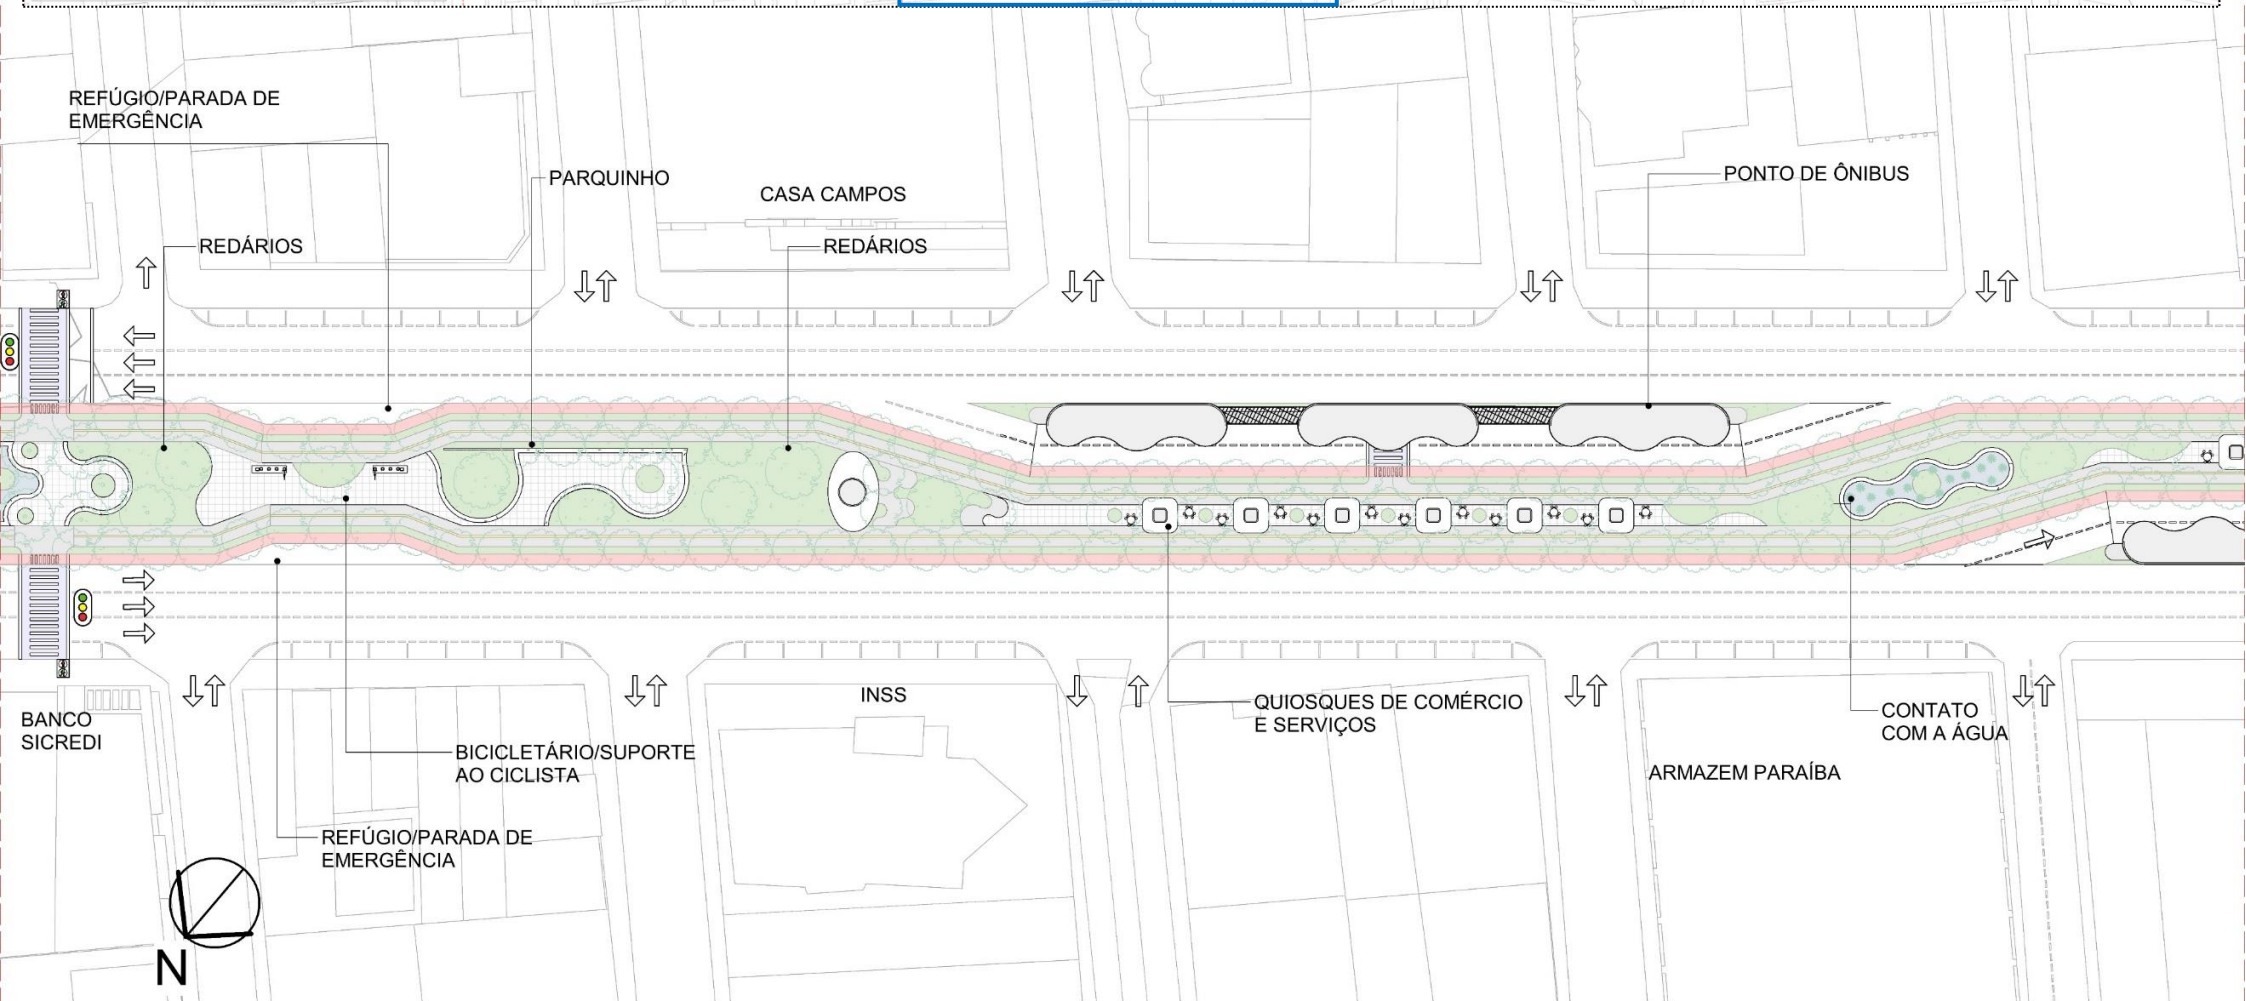 REFÚGIO/PARADA DE
EMERGÊNCIA
PARQUINHO
CASA CAMPOS
PONTO DE ÔNIBUS
REDÁRIOS
REDÁRIOS
BANCO
SICREDI
INSS
QUIOSQUES DE COMÉRCIO
E SERVIÇOS
CONTATO
COM A ÁGUA
BICICLETÁRIO/SUPORTE
AO CICLISTA
ARMAZEM PARAÍBA
REFÚGIO/PARADA DE
EMERGÊNCIA
N